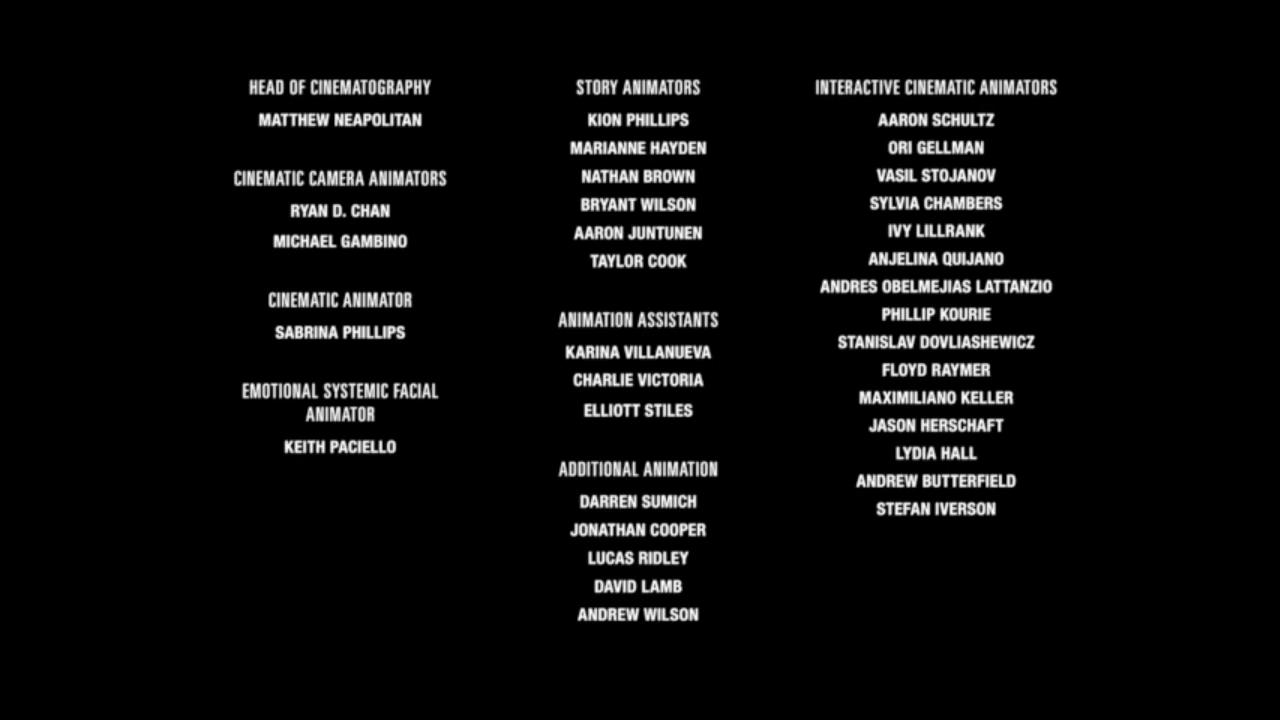 HEAD OF CINEMATOGRAPHY
MATTHEW NEAPOLITAN
CINEMATIC CAMERA ANIMATORS
RYAN D. CHAN
MICHAEL GAMBINO
CINEMATIC ANIMATOR
SABRINA PHILLIPS
EMOTIONAL SYSTEMIC FACIAL
ANIMATOR
KEITH PACIELLO
STORY ANIMATORS
KION PHILLIPS
MARIANNE HAYDEN
NATHAN BROWN
BRYANT WILSON
AARON JUNTUNEN
TAYLOR COOK
ANIMATION ASSISTANTS
KARINA VILLANUEVA
CHARLIE VICTORIA
ELLIOTT STILES
ADDITIONAL ANIMATION
DARREN SUMICH
JONATHAN COOPER
LUCAS RIDLEY
DAVID LAMB
ANDREW WILSON
INTERACTIVE CINEMATIC ANIMATORS
AARON SCHULTZ
ORI GELLMAN
VASIL STOJANOV
SYLVIA CHAMBERS
IVY LILLRANK
ANJELINA QUIJANO
ANDRES OBELMEJIAS LATTANZIO
PHILLIP KOURIE
STANISLAV DOVLIASHEWICZ
FLOYD RAYMER
MAXIMILIANO KELLER
JASON HERSCHAFT
LYDIA HALL
ANDREW BUTTERFIELD
STEFAN IVERSON